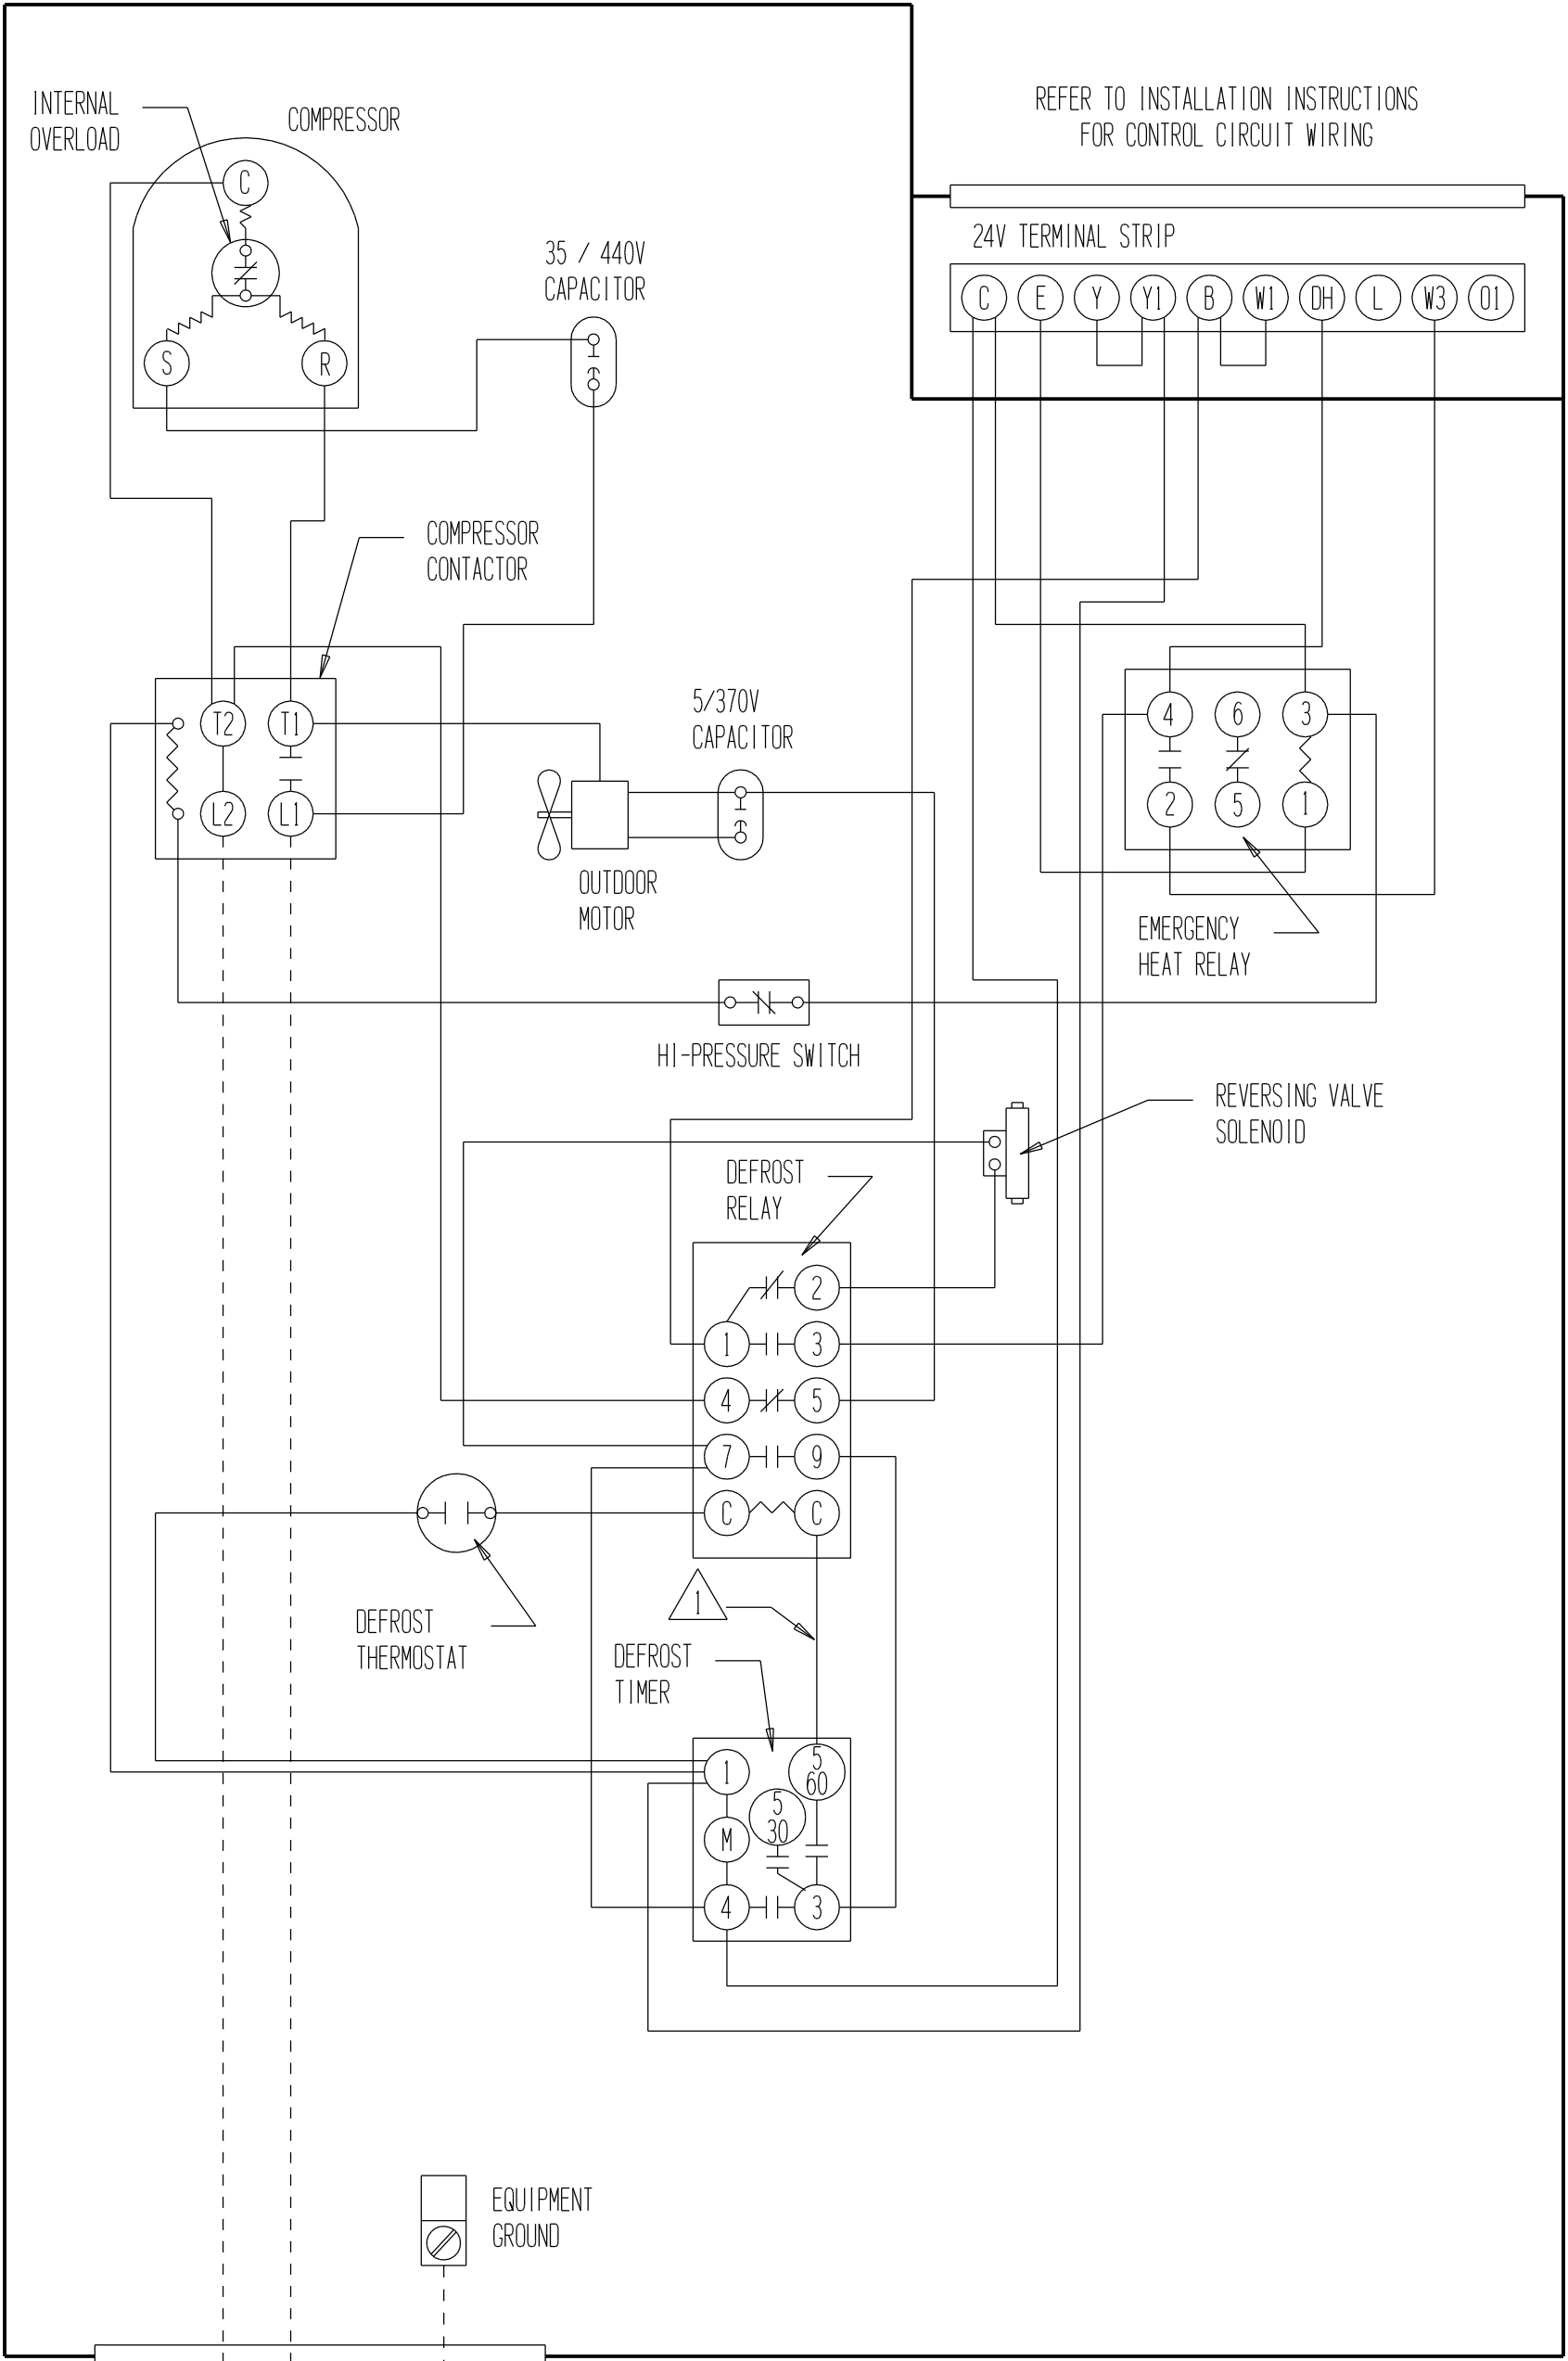 INTERNAL
OVERLOAD
COMPRESSOR
REFER TO INSTALLATION INSTRUCTIONS
FOR CONTROL CIRCUIT WIRING
C
24V TERMINAL STRIP
35 / 440V
CAPACITOR
C E Y Y1 B W1 DH L W3 O1
S R
COMPRESSOR
CONTACTOR
5/370V
CAPACITOR
T2 T1
4 6 3
L2 L1
2 5 1
OUTDOOR
MOTOR
EMERGENCY
HEAT RELAY
HI-PRESSURE SWITCH
REVERSING VALVE
SOLENOID
DEFROST
RELAY
2
1 3
4 5
7 9
C C
1
DEFROST
THERMOSTAT
DEFROST
TIMER
1
5
60
5
30
M
4 3
EQUIPMENT
GROUND